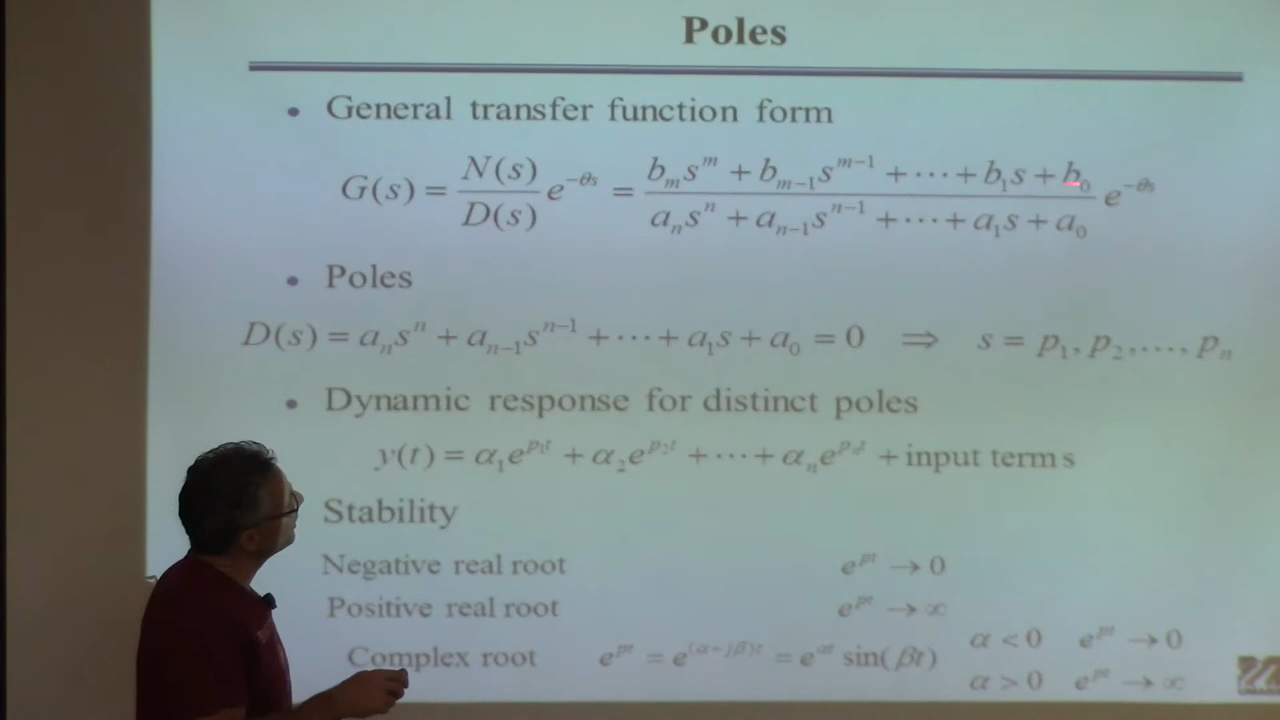 Poles
• General transfer function form
G(s) = N(s)/D(s) e^{-θs} = (b_m s^m + b_{m-1} s^{m-1} + ⋯ + b_1 s + b_0)/(a_n s^n + a_{n-1} s^{n-1} + ⋯ + a_1 s + a_0) e^{-θs}
• Poles
D(s) = a_n s^n + a_{n-1} s^{n-1} + ⋯ + a_1 s + a_0 = 0 ⇒ s = p_1, p_2, …, p_n
• Dynamic response for distinct poles
y(t) = α_1 e^{p_1 t} + α_2 e^{p_2 t} + ⋯ + α_n e^{p_n t} + input terms
Stability
Negative real root e^{pt} → 0
Positive real root e^{pt} → ∞
Complex root e^{pt} = e^{(α-jβ)t} = e^{αt} sin(βt) α < 0 e^{pt} → 0
α > 0 e^{pt} → ∞